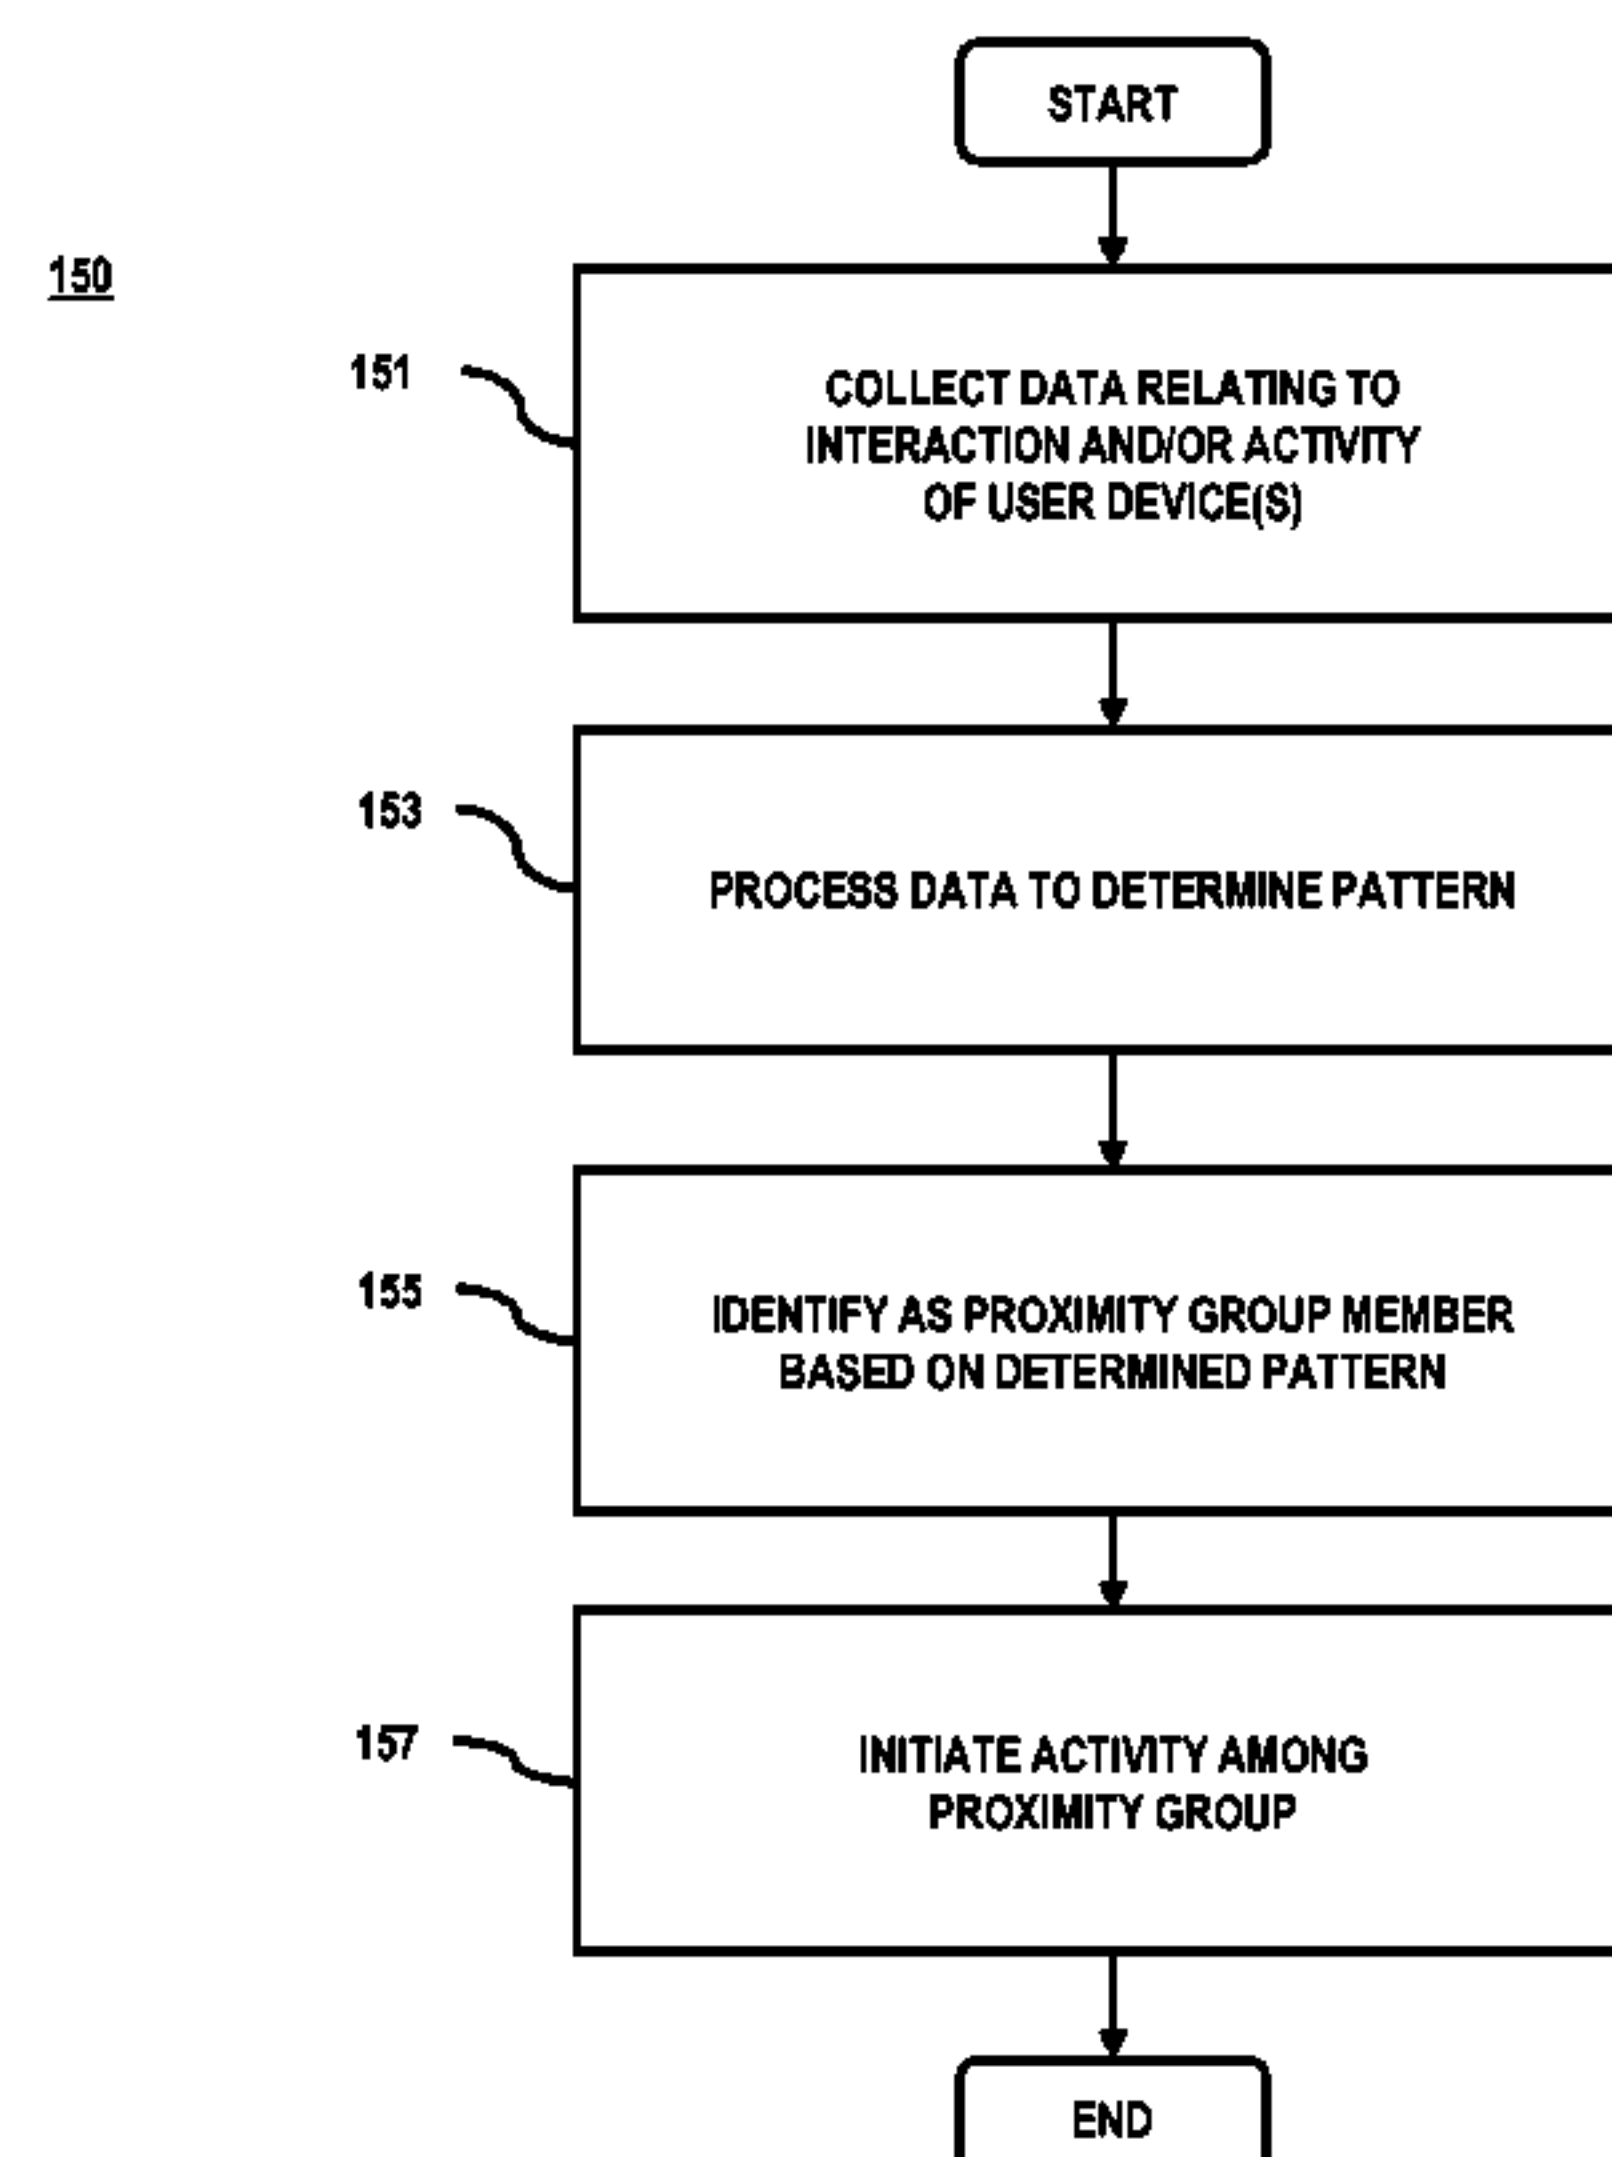 START
150
151
COLLECT DATA RELATING TO
INTERACTION AND/OR ACTIVITY
OF USER DEVICE(S)
153
PROCESS DATA TO DETERMINE PATTERN
155
IDENTIFY AS PROXIMITY GROUP MEMBER
BASED ON DETERMINED PATTERN
157
INITIATE ACTIVITY AMONG
PROXIMITY GROUP
END